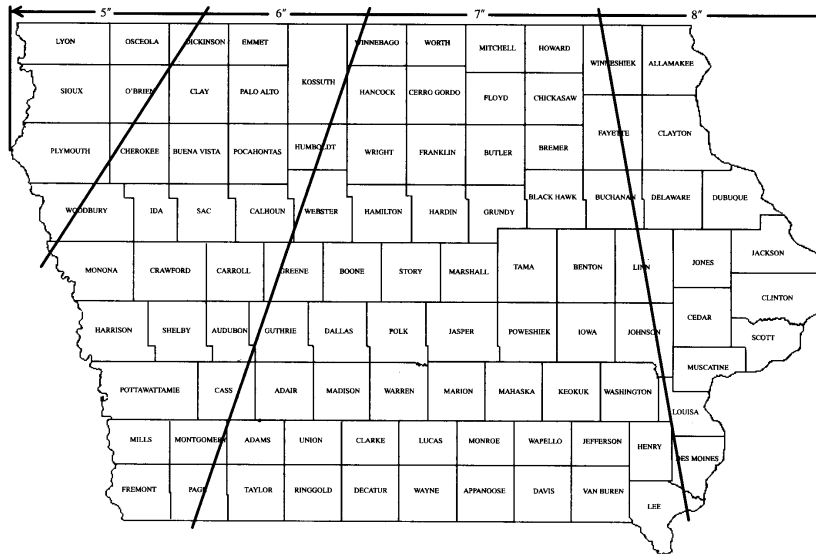 5" 6" 7" 8"
LYON OSCEOLA DICKINSON EMMET WINNEBAGO WORTH MITCHELL HOWARD WINNESHIEK ALLAMAKEE
KOSSUTH
SIOUX O'BRIEN CLAY PALO ALTO HANCOCK CERRO GORDO FLOYD CHICKASAW
FAYETTE CLAYTON
PLYMOUTH CHEROKEE BUENA VISTA POCAHONTAS HUMBOLDT WRIGHT FRANKLIN BUTLER BREMER
WOODBURY IDA SAC CALHOUN WEBSTER HAMILTON HARDIN GRUNDY BLACK HAWK BUCHANAN DELAWARE DUBUQUE
MONONA CRAWFORD CARROLL GREENE BOONE STORY MARSHALL TAMA BENTON LINN JONES JACKSON
CLINTON
HARRISON SHELBY AUDUBON GUTHRIE DALLAS POLK JASPER POWESHIEK IOWA JOHNSON CEDAR
SCOTT
MUSCATINE
POTTAWATTAMIE CASS ADAIR MADISON WARREN MARION MAHASKA KEOKUK WASHINGTON
LOUISA
MILLS MONTGOMERY ADAMS UNION CLARKE LUCAS MONROE WAPELLO JEFFERSON HENRY
DES MOINES
FREMONT PAGE TAYLOR RINGGOLD DECATUR WAYNE APPANOOSE DAVIS VAN BUREN
LEE